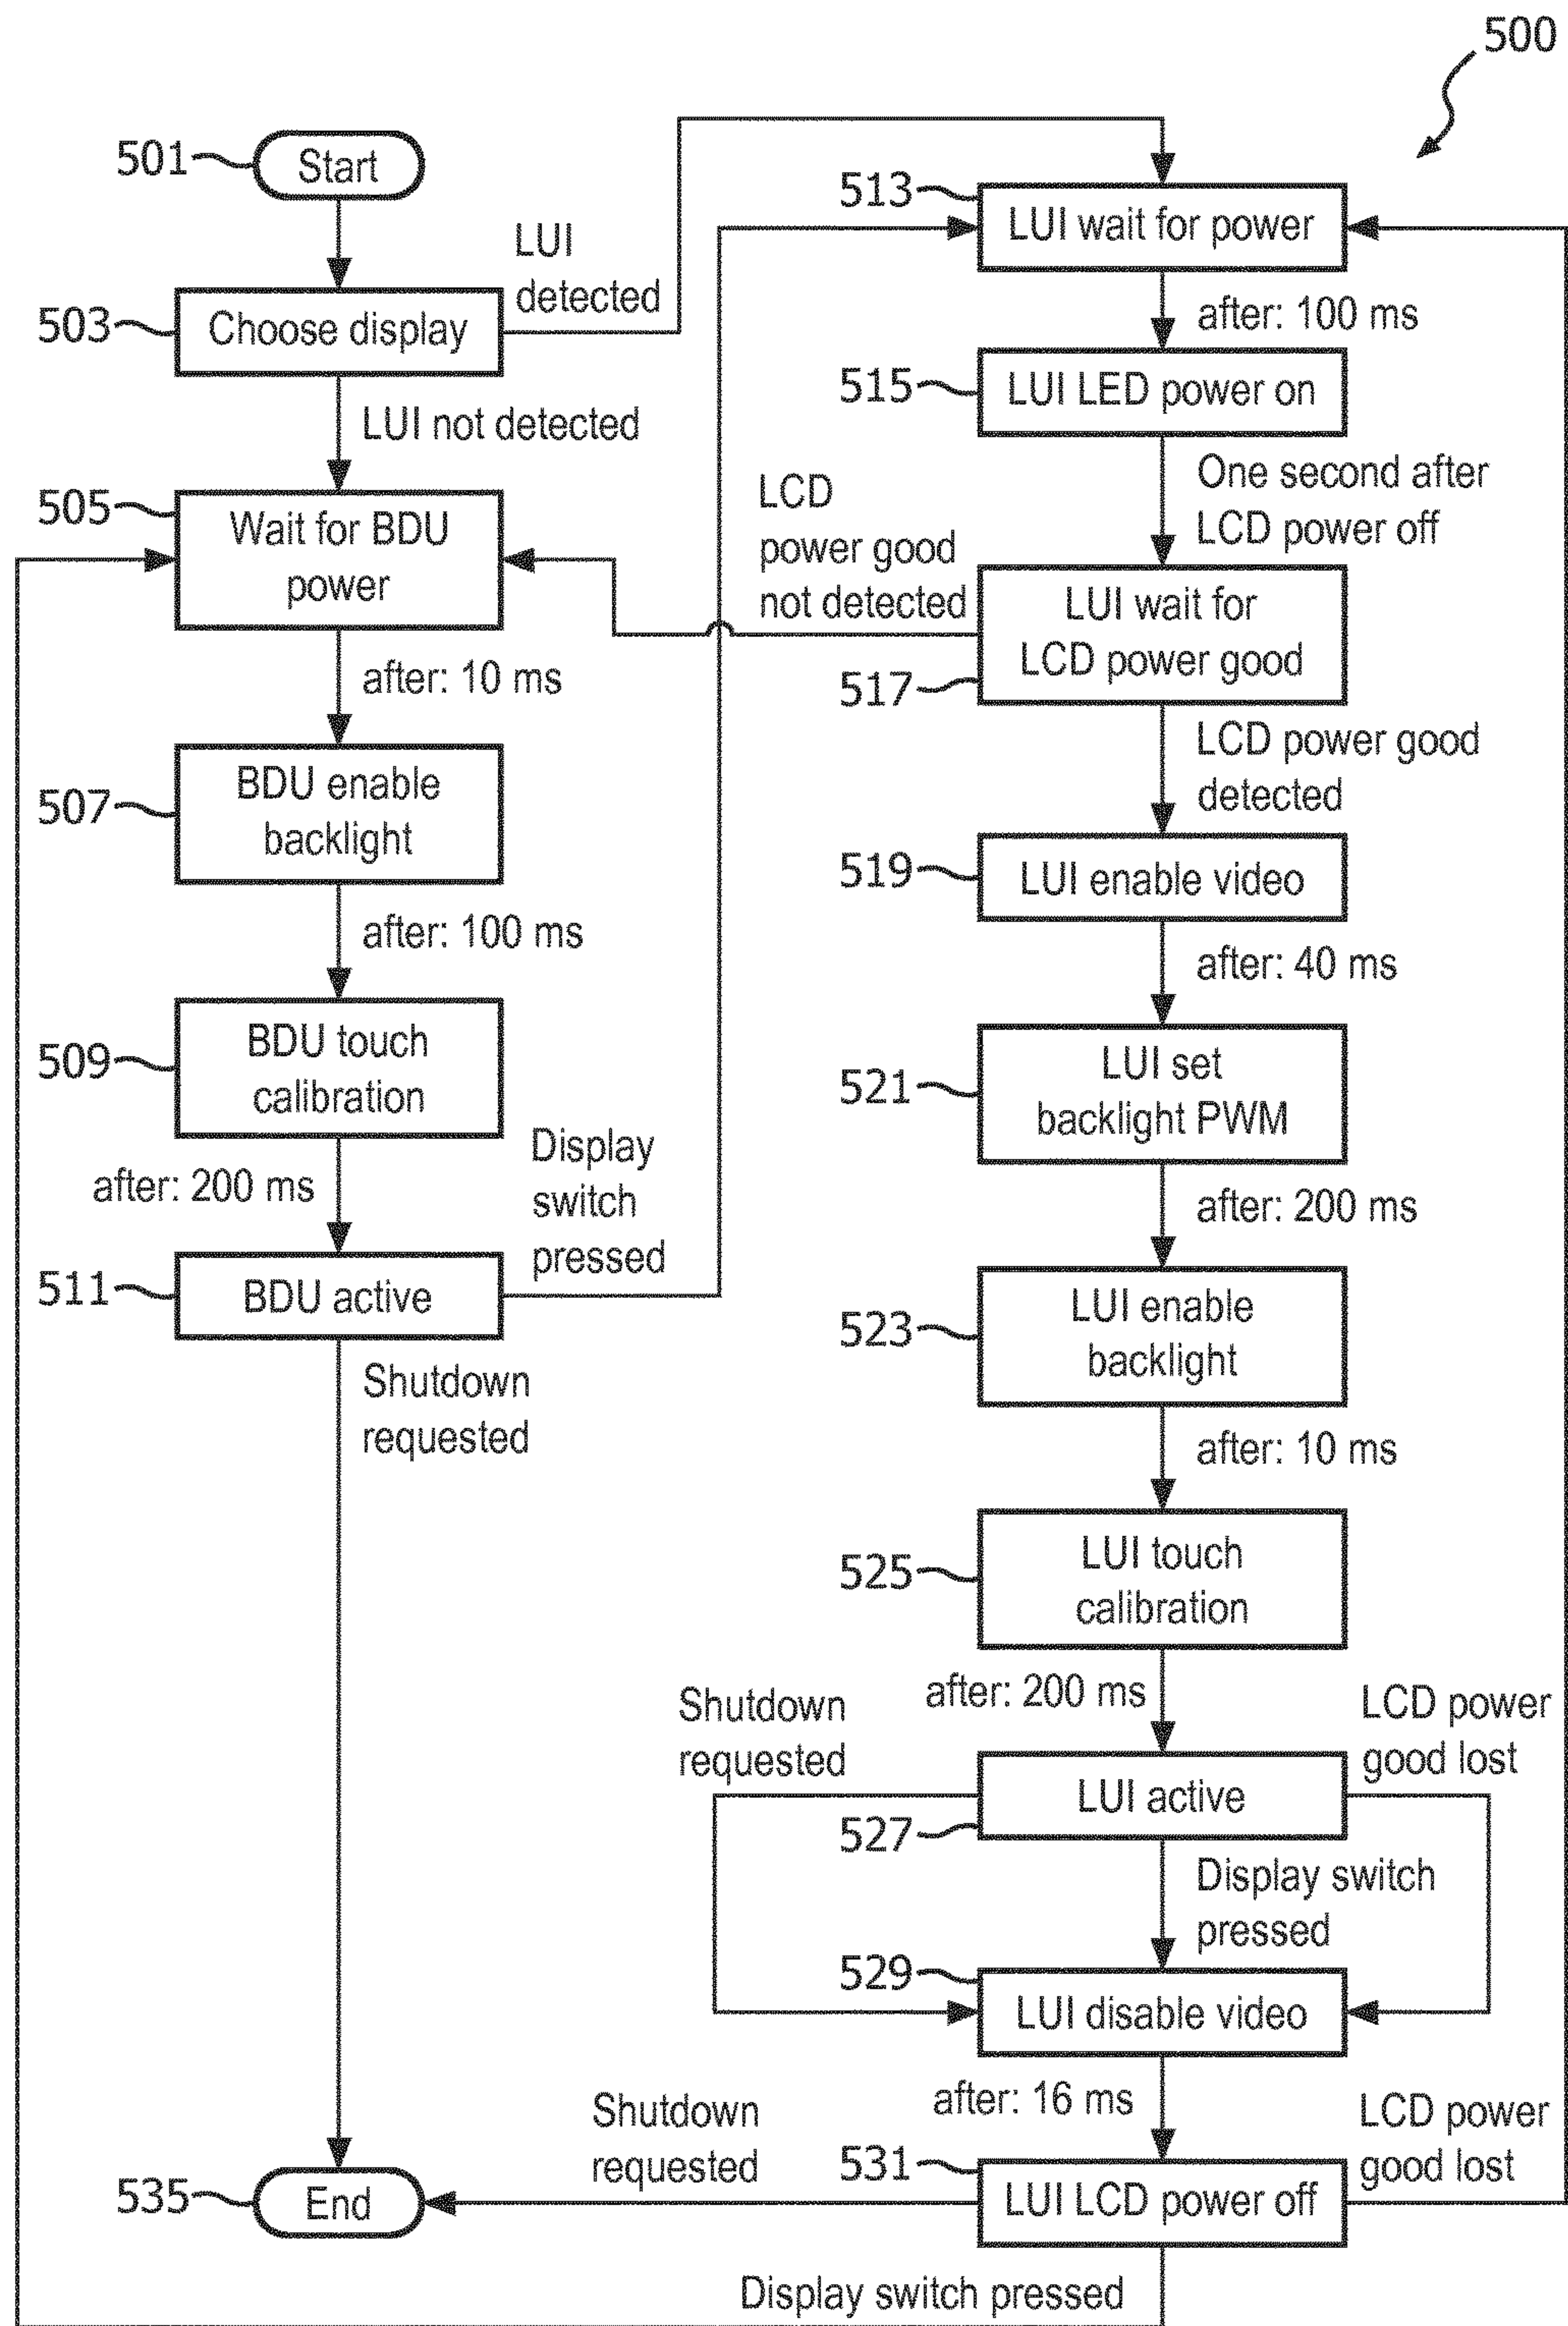 500
501
Start
LUI
detected
503
Choose display
LUI not detected
505
Wait for BDU
power
after: 10 ms
507
BDU enable
backlight
after: 100 ms
509
BDU touch
calibration
after: 200 ms
511
BDU active
Display
switch
pressed
Shutdown
requested
513
LUI wait for power
after: 100 ms
515
LUI LED power on
One second after
LCD power off
LCD
power good
not detected
LUI wait for
LCD power good
517
LCD power good
detected
519
LUI enable video
after: 40 ms
521
LUI set
backlight PWM
after: 200 ms
523
LUI enable
backlight
after: 10 ms
525
LUI touch
calibration
after: 200 ms
Shutdown
requested
LCD power
good lost
LUI active
527
Display switch
pressed
529
LUI disable video
after: 16 ms
Shutdown
requested
LCD power
good lost
531
LUI LCD power off
535
End
Display switch pressed